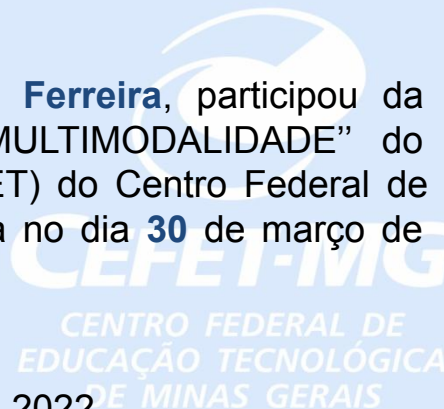 Ferreira, participou da
MULTIMODALIDADE” do
ET) do Centro Federal de
no dia 30 de março de
CEFET-MG
CENTRO FEDERAL DE
EDUCAÇÃO TECNOLÓGICA
2022
DE MINAS GERAIS